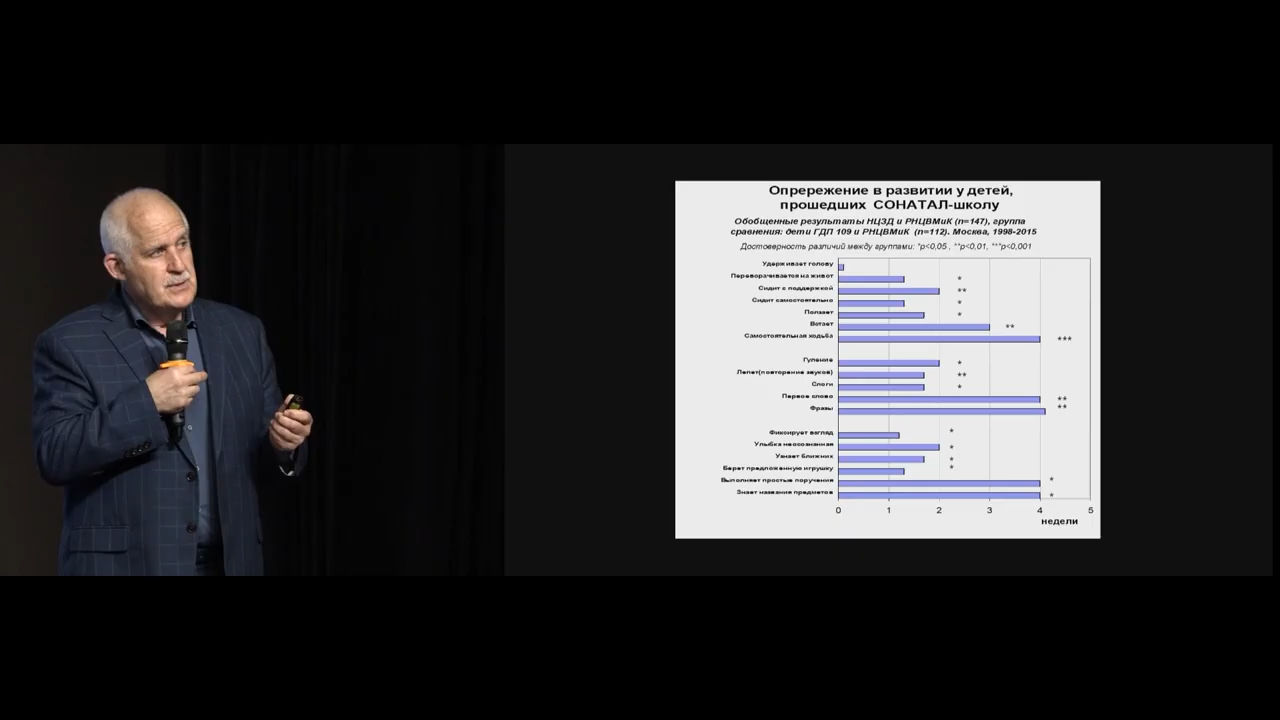 Опрережение в развитии у детей,
прошедших СОНАТАЛ-школу
Обобщенные результаты НЦЗД и РНЦВМиК (n=147), группа
сравнения: дети ГДП 109 и РНЦВМиК (n=112). Москва, 1998-2015
Достоверность различий между группами: *p<0,05 , **p<0,01, ***p<0,001
Удерживает голову
Переворачивается на живот *
Сидит с поддержкой **
Сидит самостоятельно *
Ползает *
Встает **
Самостоятельная ходьба ***
Гуление *
Лепет(повторение звуков) **
Слоги *
Первое слово **
Фразы **
Фиксирует взгляд *
Улыбка неосознанная *
Узнает ближних *
Берет предложенную игрушку *
Выполняет простые поручения *
Знает названия предметов *
0 1 2 3 4 5
недели